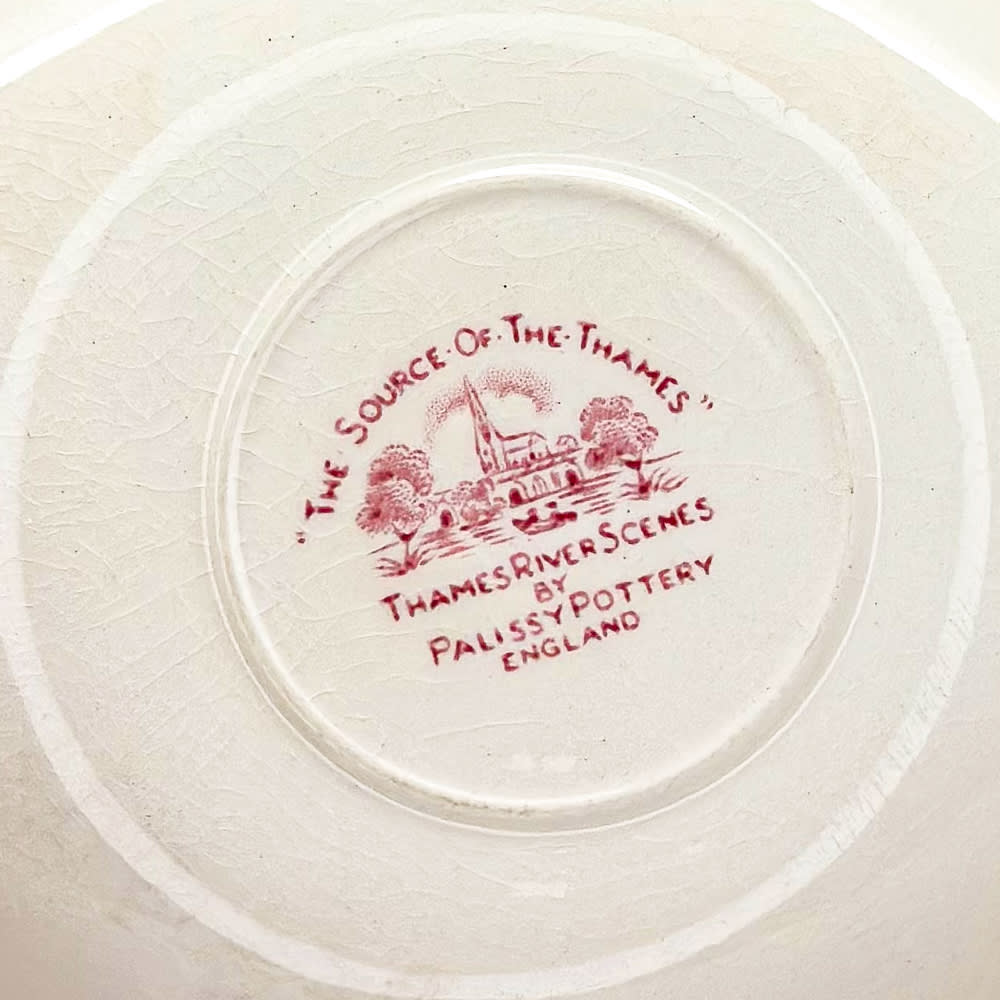 "THE SOURCE·OF·THE·THAMES"
THAMES RIVER SCENES
BY
PALISSY POTTERY
ENGLAND